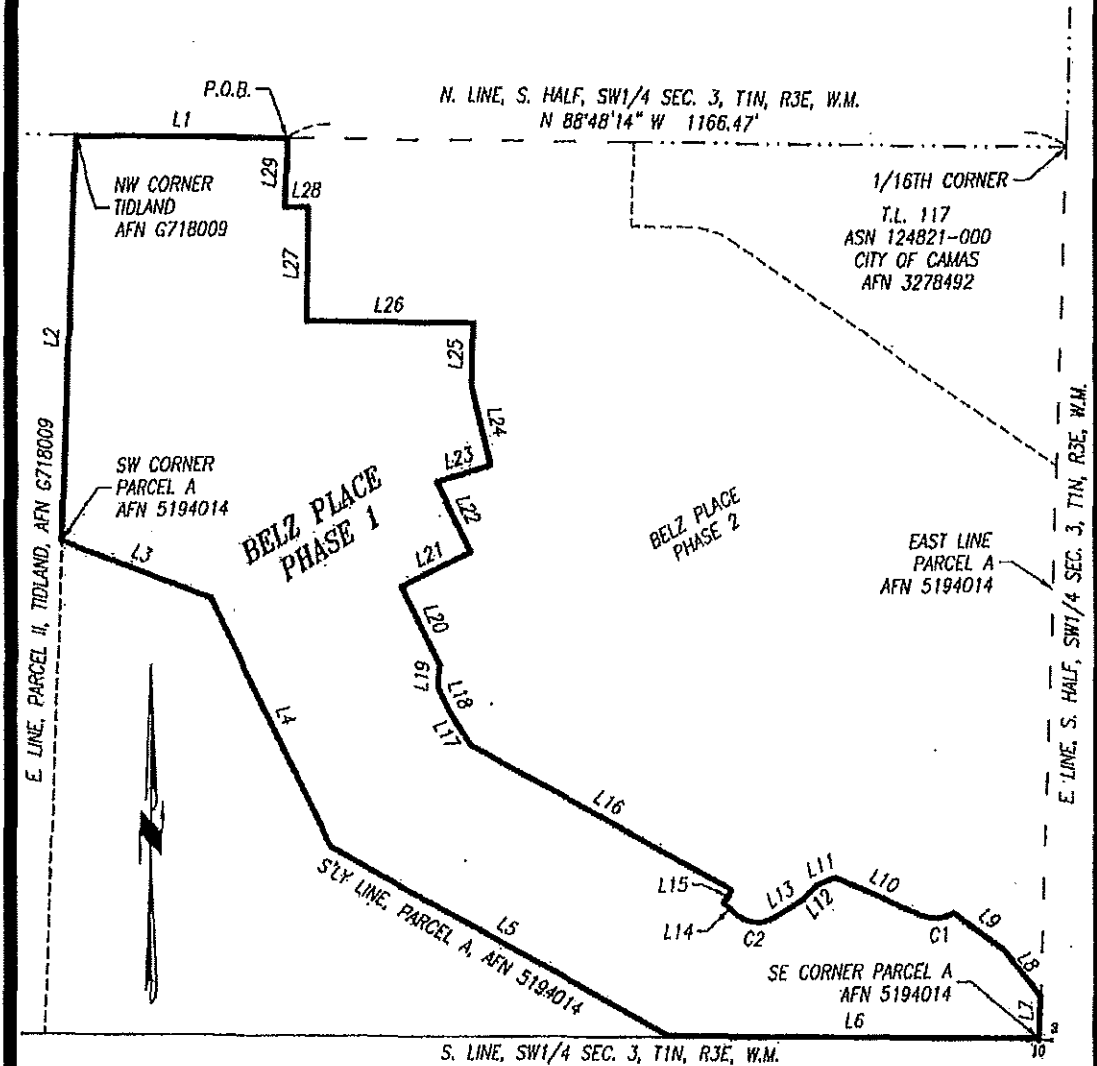 P.O.B.
N. LINE, S. HALF, SW1/4 SEC. 3, T1N, R3E, W.M.
N 88°48'14" W 1166.47'
L1
L29
L28
NW CORNER
TIDLAND
AFN G718009
1/16TH CORNER
T.L. 117
ASN 124821-000
CITY OF CAMAS
AFN 3278492
L27
L26
L2
L25
L24
L23
SW CORNER
PARCEL A
AFN 5194014
L22
BELZ PLACE
PHASE 1
BELZ PLACE
PHASE 2
L3
L21
EAST LINE
PARCEL A
AFN 5194014
E LINE, PARCEL II, TIDLAND, AFN G718009
E LINE, S. HALF, SW1/4 SEC. 3, T1N, R3E, W.M.
L20
L19
L18
L17
L4
L16
S'LY LINE, PARCEL A, AFN 5194014
L5
L15
L14
C2
L13
L12
L11
L10
C1
L9
L8
SE CORNER PARCEL A
AFN 5194014
L7
L6
10
S. LINE, SW1/4 SEC. 3, T1N, R3E, W.M.